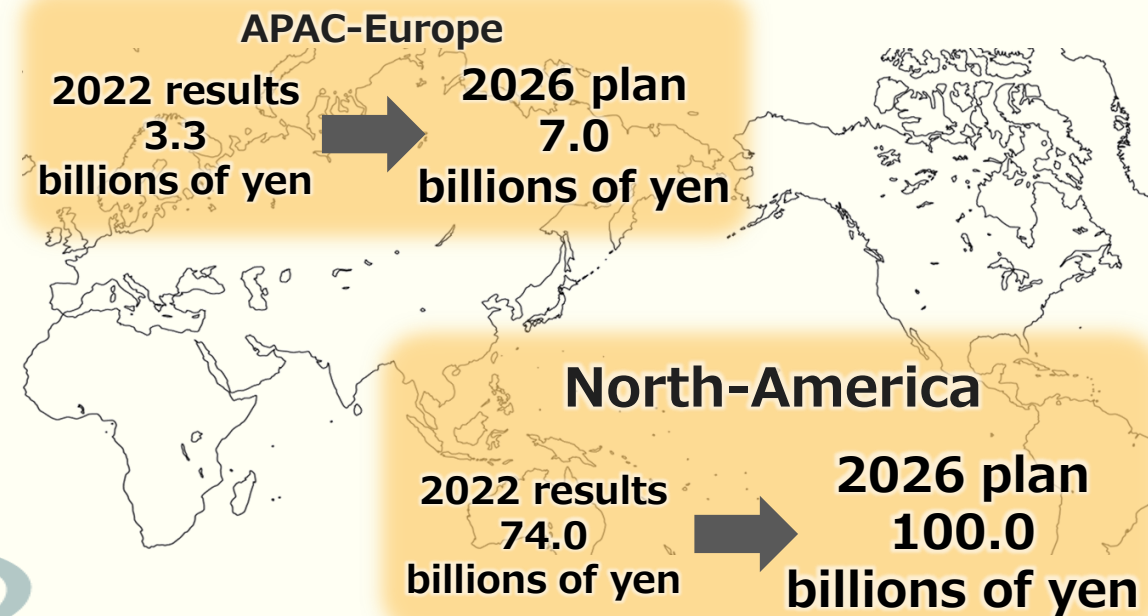 APAC-Europe
2022 results
3.3
billions of yen
2026 plan
7.0
billions of yen
North-America
2022 results
74.0
billions of yen
2026 plan
100.0
billions of yen